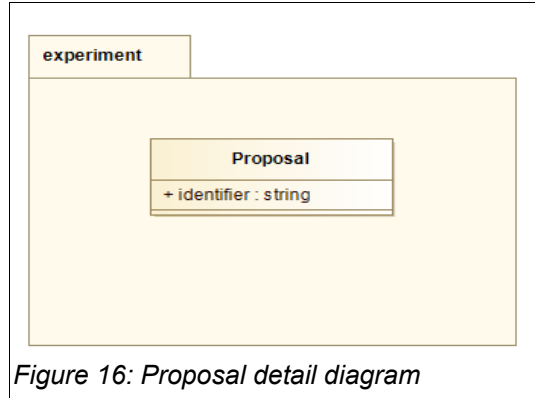 experiment
Proposal
+ identifier : string
Figure 16: Proposal detail diagram